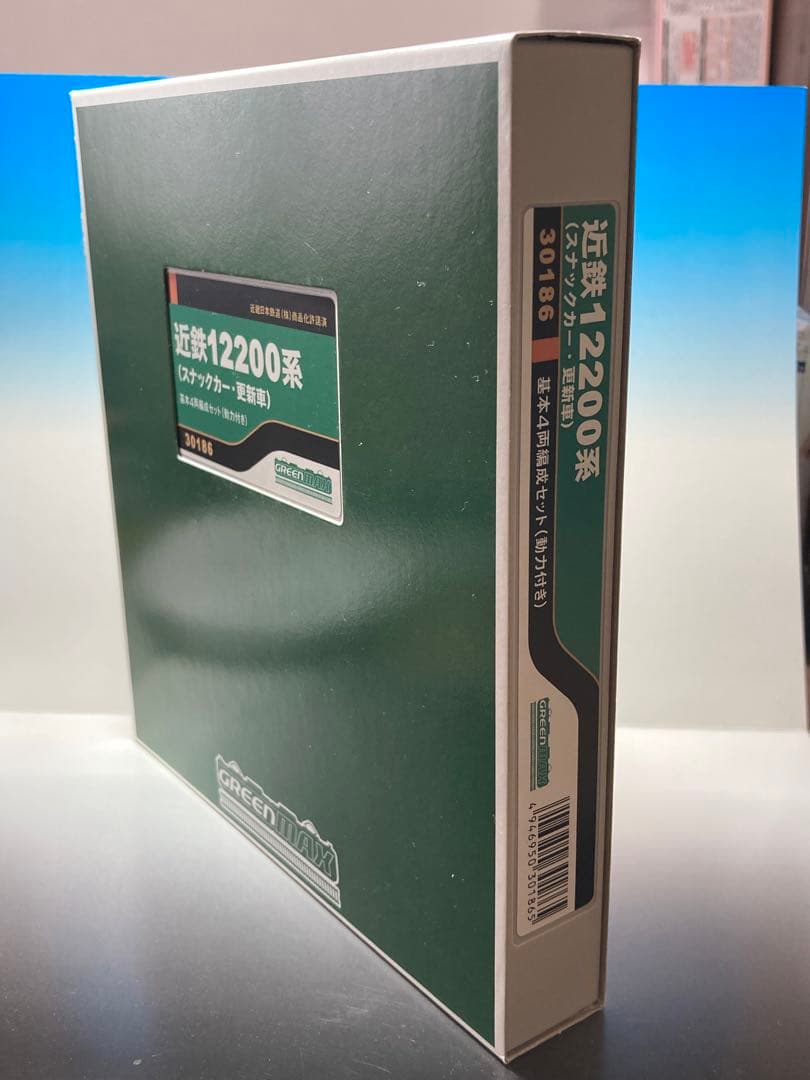 近畿日本鉄道(株)商品化許諾済
近鉄12200系
(スナックカー・更新車)
基本4両編成セット(動力付き)
30186
GREENMAX
GREENMAX
近鉄12200系
(スナックカー・更新車)
30186
基本4両編成セット(動力付き)
GREENMAX
4946950301865